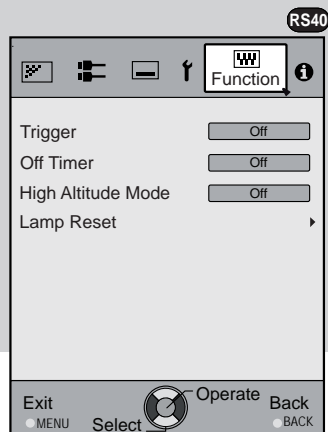 RS40
Function
Trigger Off
Off Timer Off
High Altitude Mode Off
Lamp Reset
Exit Operate Back
MENU Select BACK